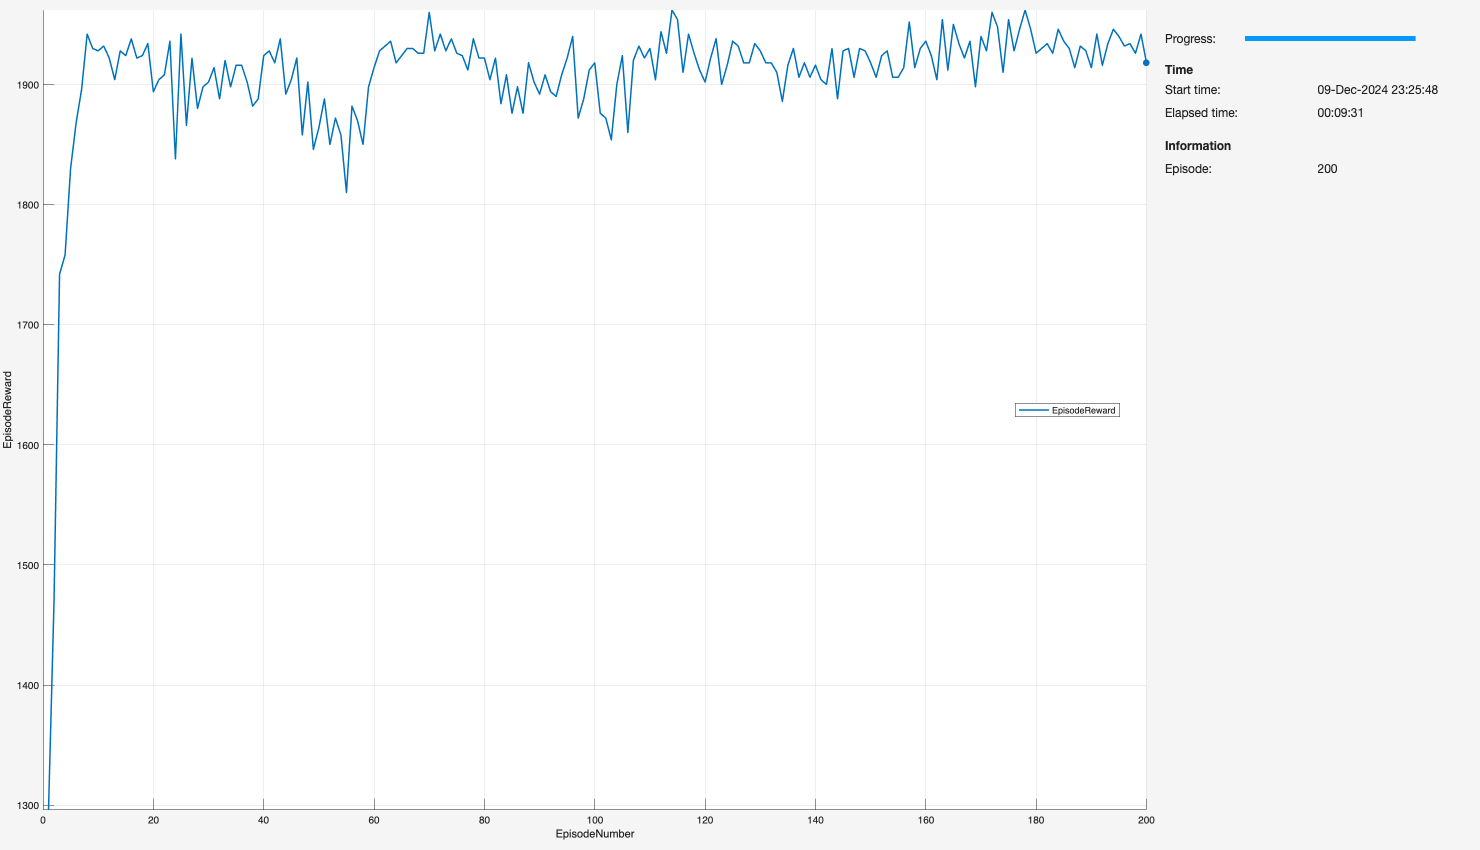 1900
1800
1700
1600
1500
1400
1300
EpisodeReward
0 20 40 60 80 100 120 140 160 180 200
EpisodeNumber
EpisodeReward
Progress:
Time
Start time: 09-Dec-2024 23:25:48
Elapsed time: 00:09:31
Information
Episode: 200